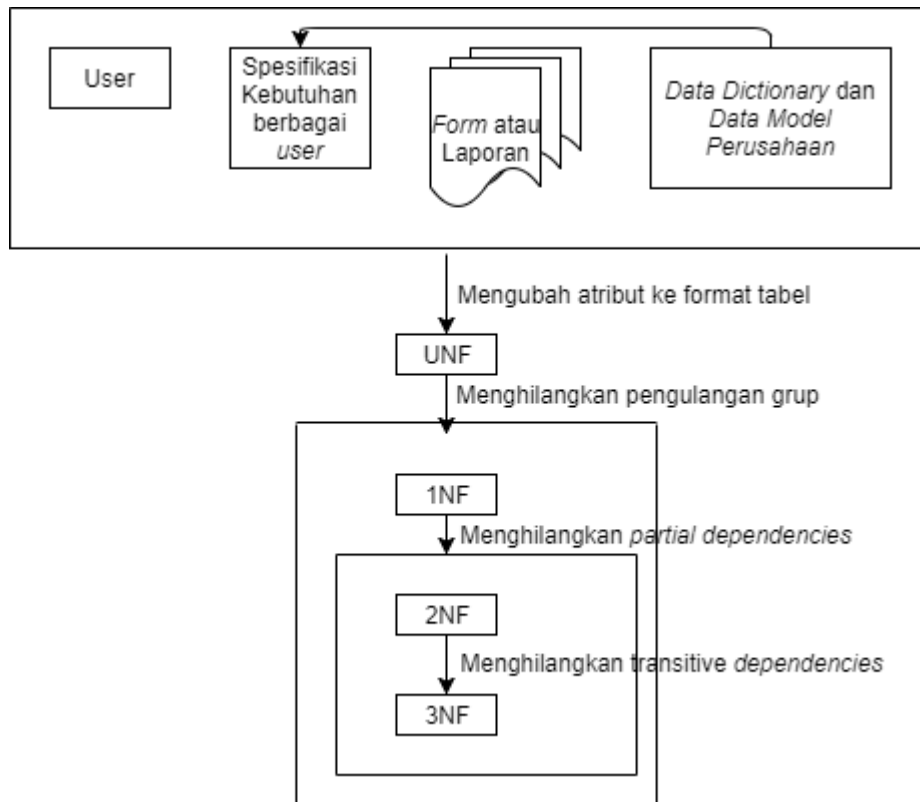 User
Spesifikasi
Kebutuhan
berbagai
user
Form atau
Laporan
Data Dictionary dan
Data Model
Perusahaan
Mengubah atribut ke format tabel
UNF
Menghilangkan pengulangan grup
1NF
Menghilangkan partial dependencies
2NF
Menghilangkan transitive dependencies
3NF